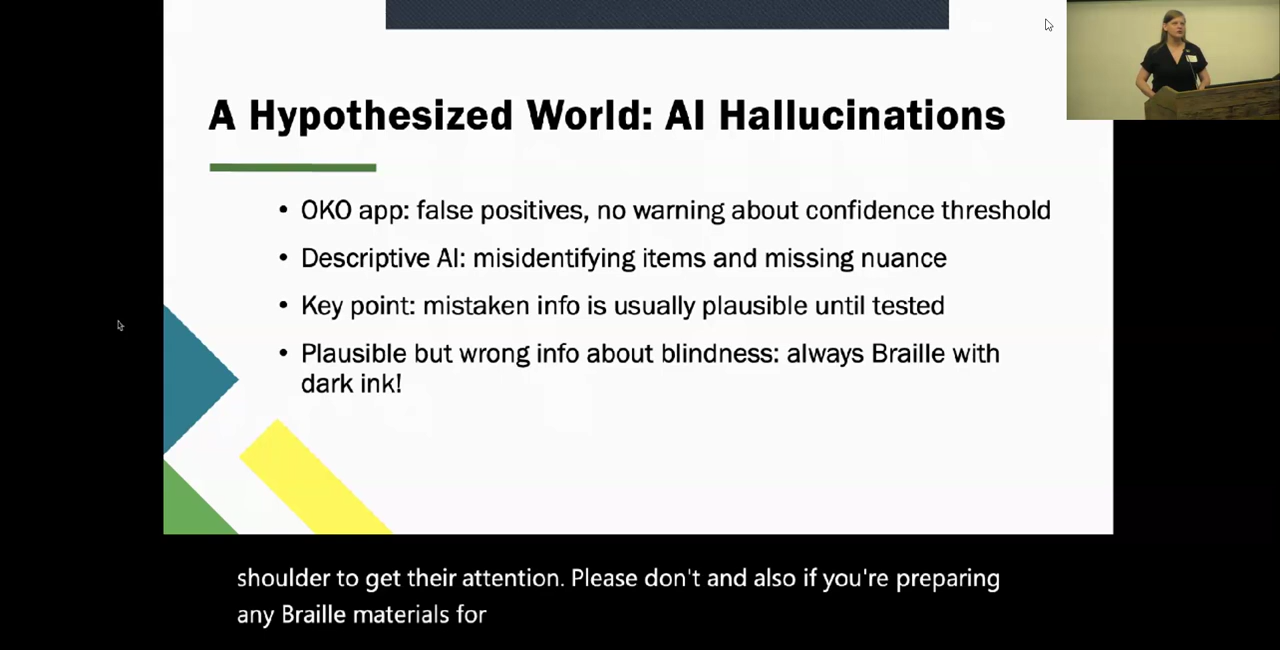 A Hypothesized World: AI Hallucinations
• OKO app: false positives, no warning about confidence threshold
• Descriptive AI: misidentifying items and missing nuance
• Key point: mistaken info is usually plausible until tested
• Plausible but wrong info about blindness: always Braille with
dark ink!
shoulder to get their attention. Please don't and also if you're preparing
any Braille materials for